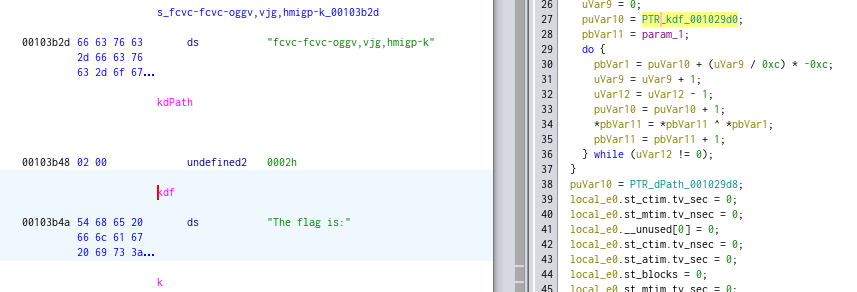 s_fcvc-fcvc-oggv,vjg,hmigp-k_00103b2d
00103b2d 66 63 76 63 ds "fcvc-fcvc-oggv,vjg,hmigp-k"
2d 66 63 76
63 2d 6f 67...
kdPath
00103b48 02 00 undefined2 0002h
kdf
00103b4a 54 68 65 20 ds "The flag is:"
66 6c 61 67
20 69 73 3a...
k
26 uVar9 = 0;
27 puVar10 = PTR_kdf_001029d0;
28 pbVar11 = param_1;
29 do {
30 pbVar1 = puVar10 + (uVar9 / 0xc) * -0xc;
31 uVar9 = uVar9 + 1;
32 uVar12 = uVar12 - 1;
33 puVar10 = puVar10 + 1;
34 *pbVar11 = *pbVar11 ^ *pbVar1;
35 pbVar11 = pbVar11 + 1;
36 } while (uVar12 != 0);
37 }
38 puVar10 = PTR_dPath_001029d8;
39 local_e0.st_ctim.tv_sec = 0;
40 local_e0.st_mtim.tv_nsec = 0;
41 local_e0.__unused[0] = 0;
42 local_e0.st_ctim.tv_nsec = 0;
43 local_e0.st_atim.tv_sec = 0;
44 local_e0.st_blocks = 0;
45 local_e0.st_mtim.tv_sec = 0;